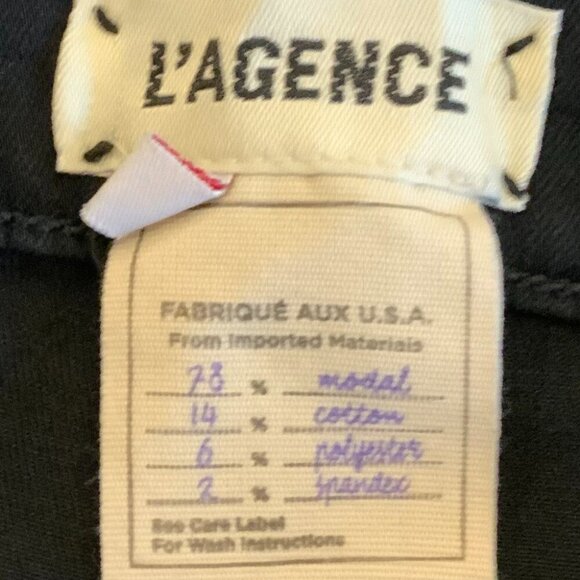 L'AGENCE
FABRIQUÉ AUX U.S.A.
From Imported Materials
78 % modal
14 % cotton
6 % polyester
2 % spandex
See Care Label
For Wash Instructions